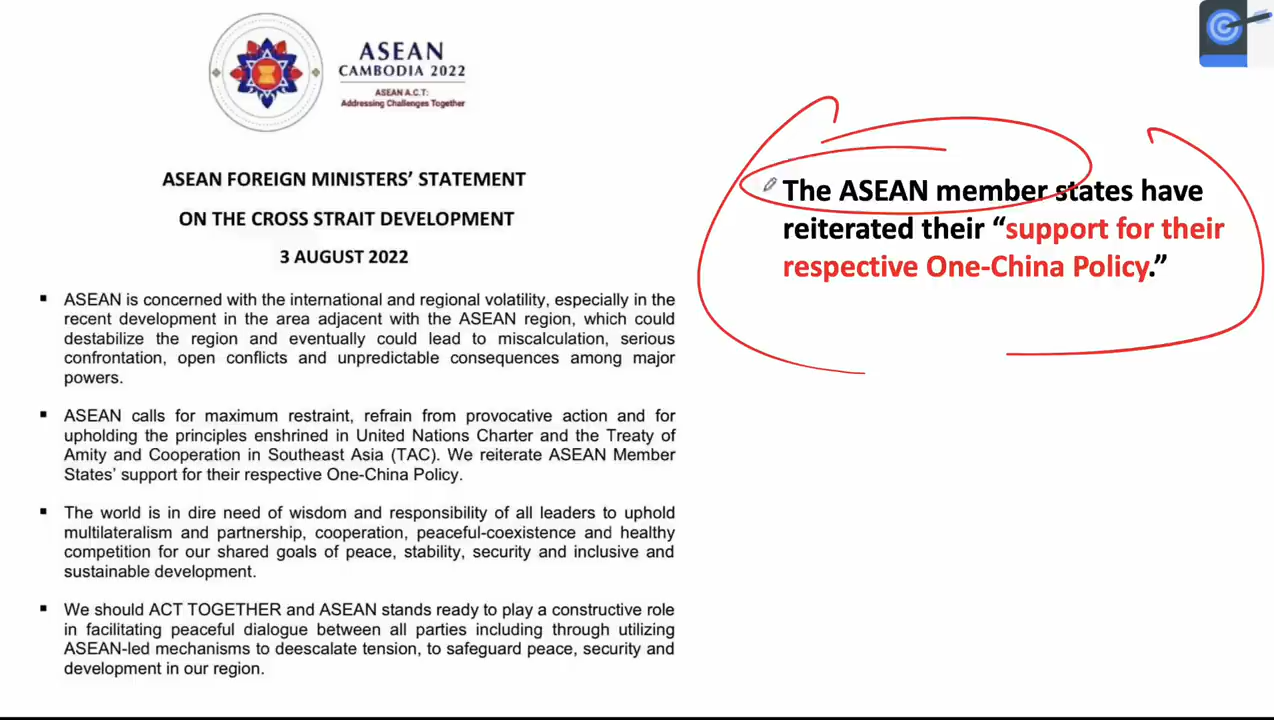 ASEAN
CAMBODIA 2022
ASEAN A.C.T:
Addressing Challenges Together
ASEAN FOREIGN MINISTERS’ STATEMENT
ON THE CROSS STRAIT DEVELOPMENT
3 AUGUST 2022
▪ ASEAN is concerned with the international and regional volatility, especially in the
recent development in the area adjacent with the ASEAN region, which could
destabilize the region and eventually could lead to miscalculation, serious
confrontation, open conflicts and unpredictable consequences among major
powers.
▪ ASEAN calls for maximum restraint, refrain from provocative action and for
upholding the principles enshrined in United Nations Charter and the Treaty of
Amity and Cooperation in Southeast Asia (TAC). We reiterate ASEAN Member
States’ support for their respective One-China Policy.
▪ The world is in dire need of wisdom and responsibility of all leaders to uphold
multilateralism and partnership, cooperation, peaceful-coexistence and healthy
competition for our shared goals of peace, stability, security and inclusive and
sustainable development.
▪ We should ACT TOGETHER and ASEAN stands ready to play a constructive role
in facilitating peaceful dialogue between all parties including through utilizing
ASEAN-led mechanisms to deescalate tension, to safeguard peace, security and
development in our region.
The ASEAN member states have
reiterated their “support for their
respective One-China Policy.”